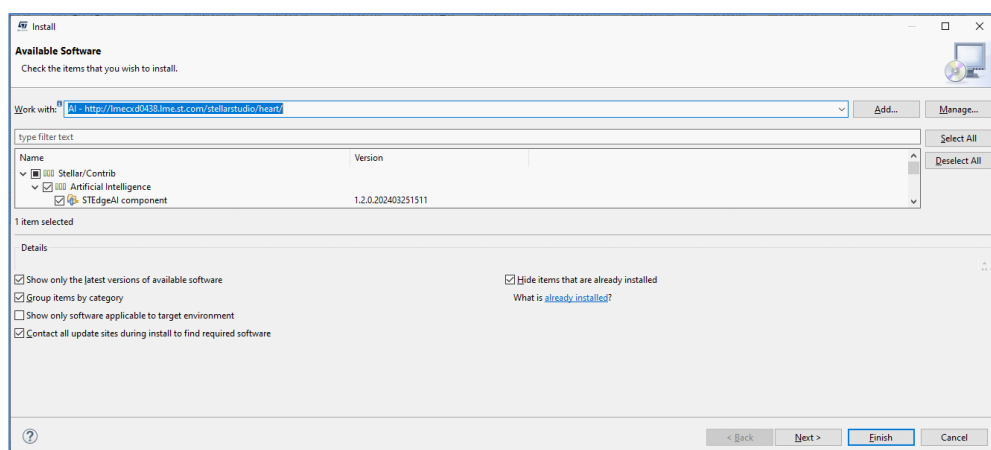 Install
Available Software
Check the items that you wish to install.
Work with: AI - http://lmecxd0438.lme.st.com/stellarstudio/heart/ Add... Manage...
type filter text Select All
Name Version Deselect All
Stellar/Contrib
Artificial Intelligence
STEdgeAI component 1.2.0.202403251511
1 item selected
Details
Show only the latest versions of available software Hide items that are already installed
Group items by category What is already installed?
Show only software applicable to target environment
Contact all update sites during install to find required software
? < Back Next > Finish Cancel